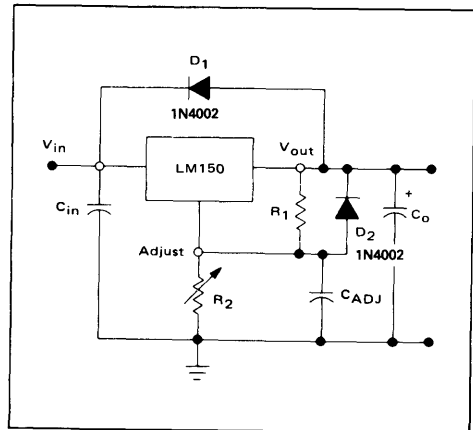 D1
1N4002
Vin
LM150
Vout
Cin
R1
D2
1N4002
+
Co
Adjust
R2
CADJ